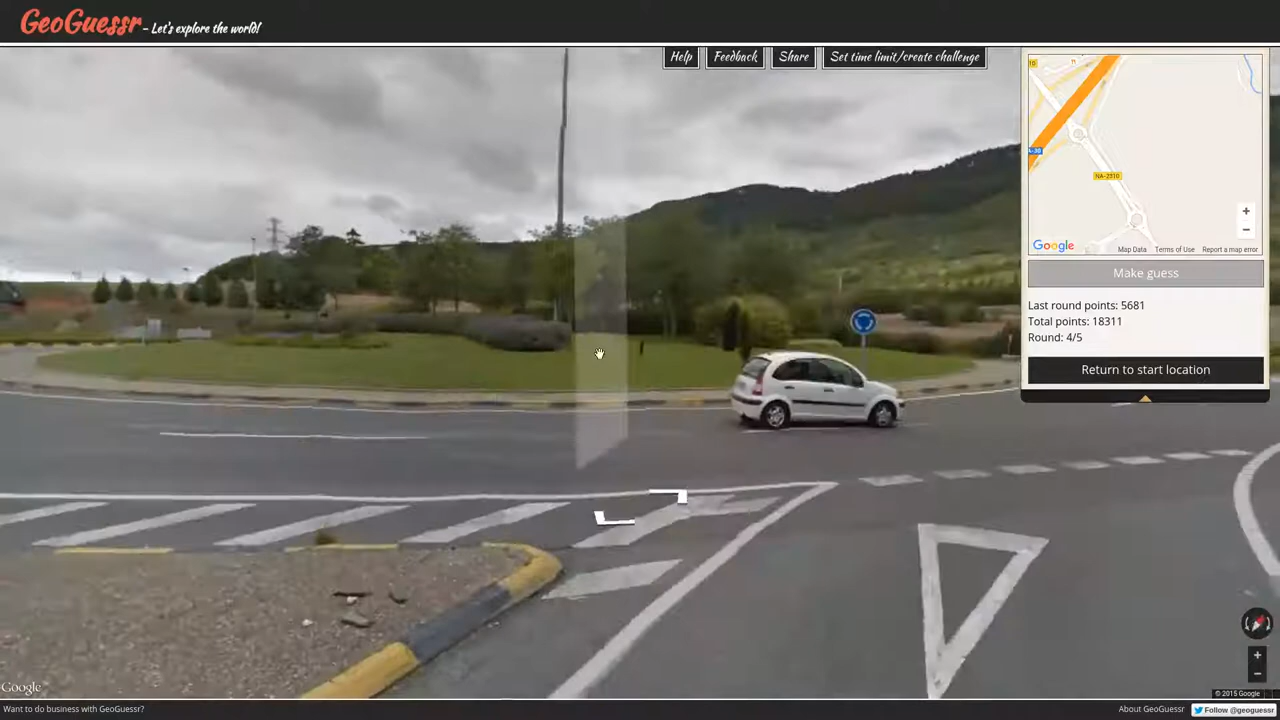 GeoGuessr - Let's explore the world!
Help
Feedback
Share
Set time limit/create challenge
NA-2310
Google
Map Data
Terms of Use
Report a map error
Make guess
Last round points: 5681
Total points: 18311
Round: 4/5
Return to start location
Google
© 2015 Google
Want to do business with GeoGuessr?
About GeoGuessr
Follow @geoguessr